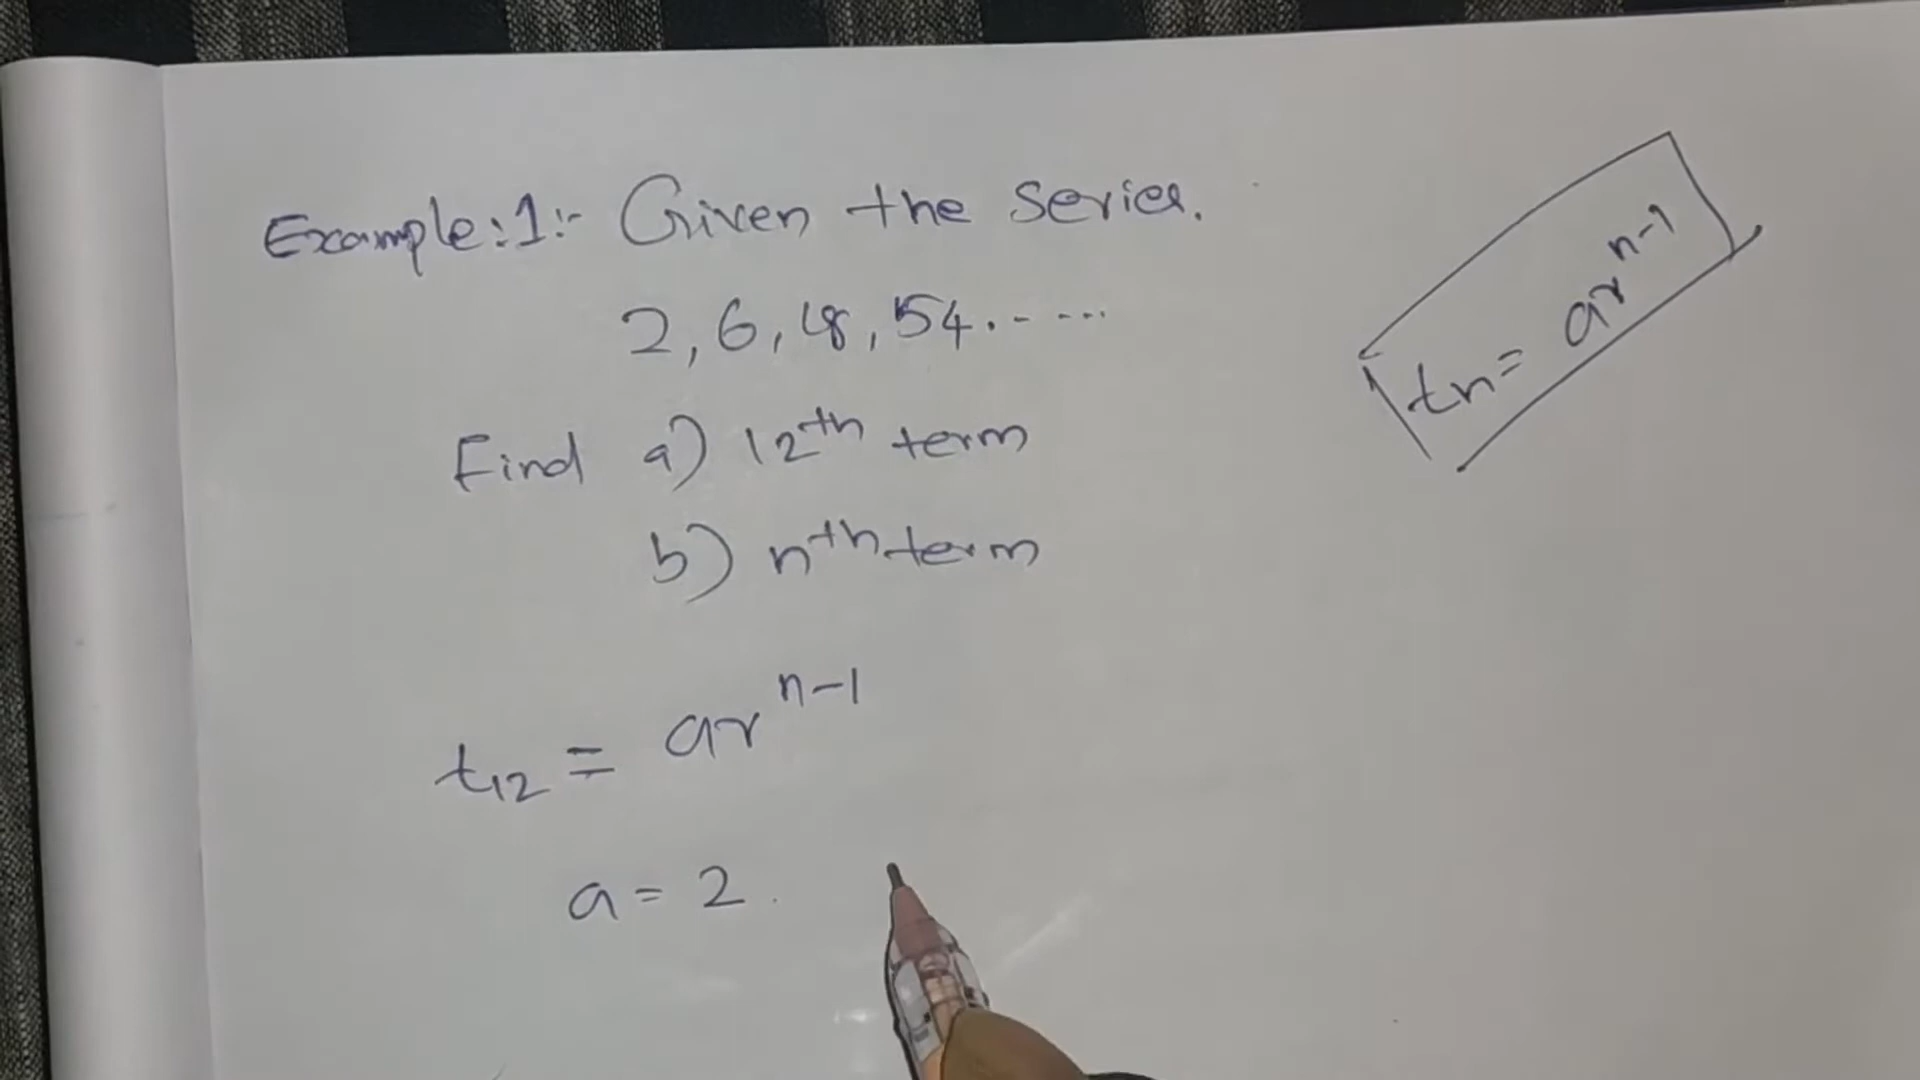 Example:1:- Given the series.
2, 6, 18, 54.....
Find a) 12th term
b) nth term
tn = ar^n-1
t12 = ar^n-1
a = 2.